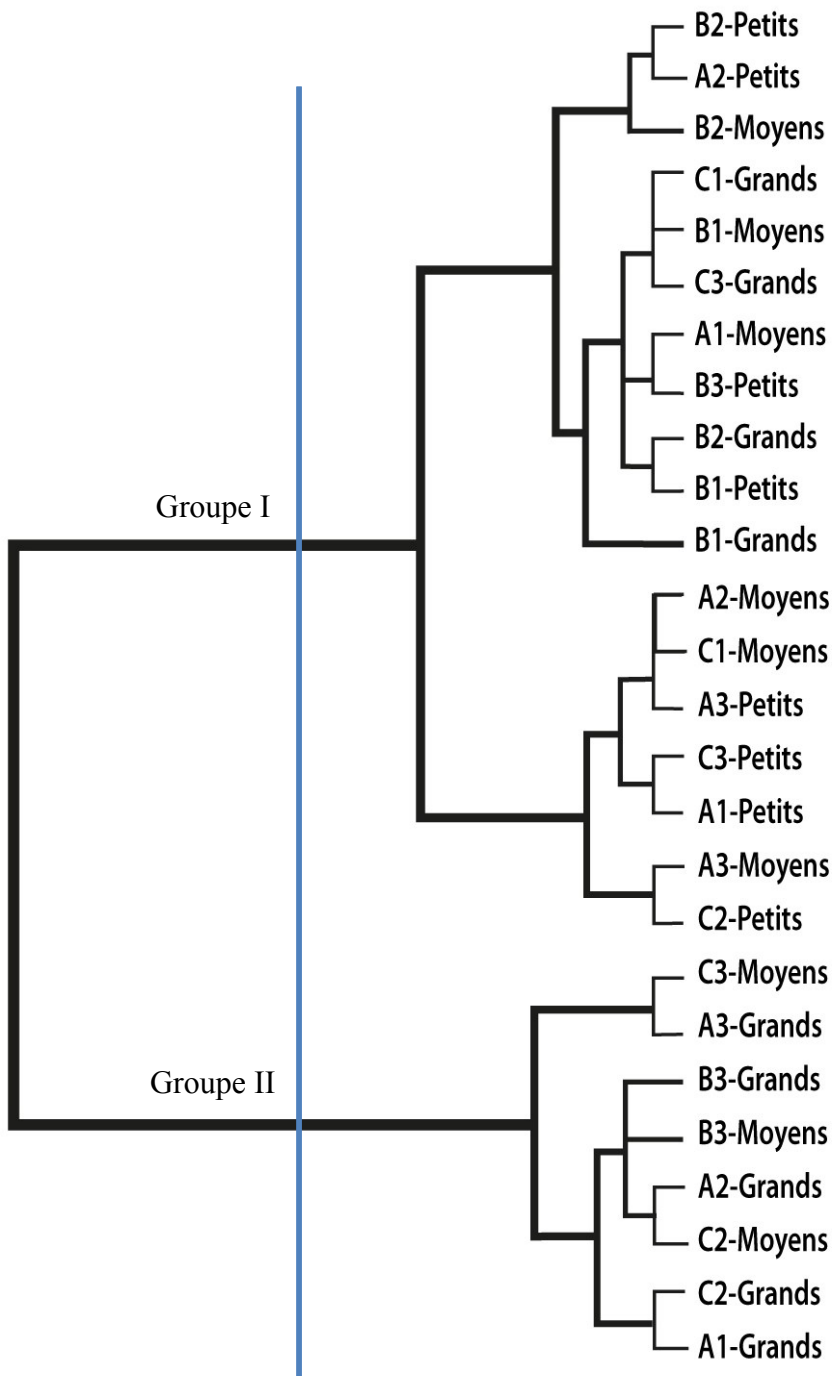 B2-Petits
A2-Petits
B2-Moyens
C1-Grands
B1-Moyens
C3-Grands
A1-Moyens
B3-Petits
B2-Grands
B1-Petits
Groupe I
B1-Grands
A2-Moyens
C1-Moyens
A3-Petits
C3-Petits
A1-Petits
A3-Moyens
C2-Petits
C3-Moyens
A3-Grands
Groupe II
B3-Grands
B3-Moyens
A2-Grands
C2-Moyens
C2-Grands
A1-Grands